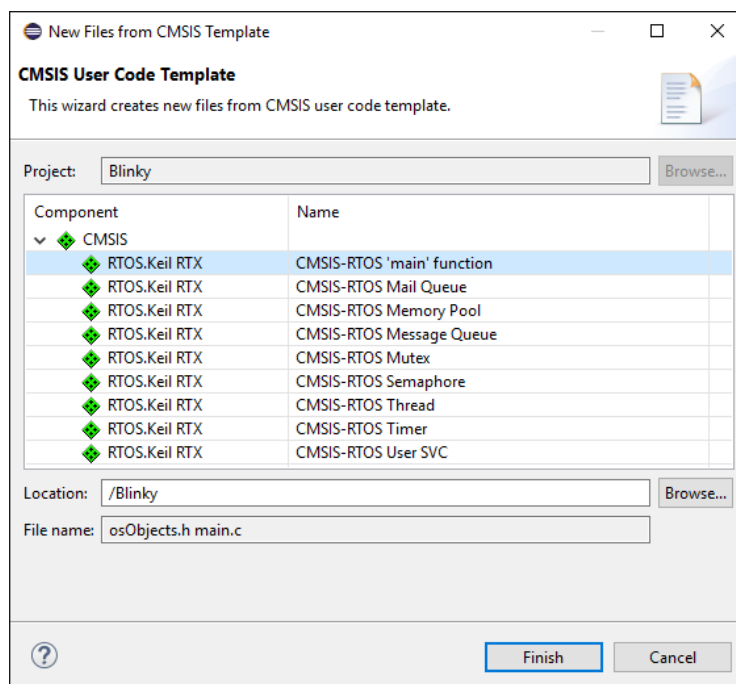 New Files from CMSIS Template
CMSIS User Code Template
This wizard creates new files from CMSIS user code template.
Project: Blinky Browse...
Component Name
CMSIS
RTOS.Keil RTX CMSIS-RTOS 'main' function
RTOS.Keil RTX CMSIS-RTOS Mail Queue
RTOS.Keil RTX CMSIS-RTOS Memory Pool
RTOS.Keil RTX CMSIS-RTOS Message Queue
RTOS.Keil RTX CMSIS-RTOS Mutex
RTOS.Keil RTX CMSIS-RTOS Semaphore
RTOS.Keil RTX CMSIS-RTOS Thread
RTOS.Keil RTX CMSIS-RTOS Timer
RTOS.Keil RTX CMSIS-RTOS User SVC
Location: /Blinky Browse...
File name: osObjects.h main.c
? Finish Cancel